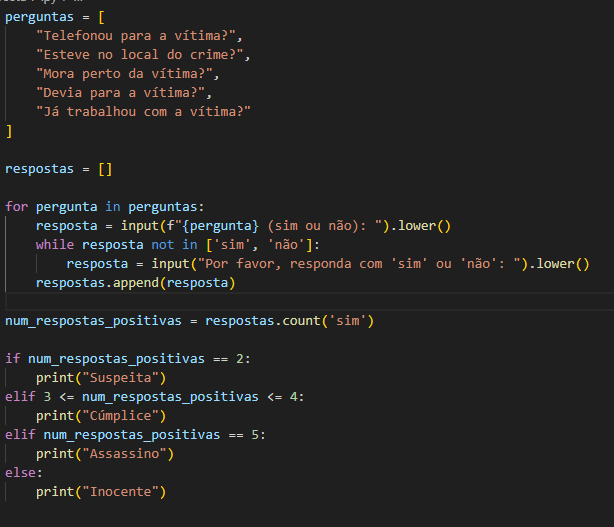 perguntas = [
    "Telefonou para a vítima?",
    "Esteve no local do crime?",
    "Mora perto da vítima?",
    "Devia para a vítima?",
    "Já trabalhou com a vítima?"
]
respostas = []
for pergunta in perguntas:
    resposta = input(f"{pergunta} (sim ou não): ").lower()
    while resposta not in ['sim', 'não']:
        resposta = input("Por favor, responda com 'sim' ou 'não': ").lower()
    respostas.append(resposta)
num_respostas_positivas = respostas.count('sim')
if num_respostas_positivas == 2:
    print("Suspeita")
elif 3 <= num_respostas_positivas <= 4:
    print("Cúmplice")
elif num_respostas_positivas == 5:
    print("Assassino")
else:
    print("Inocente")